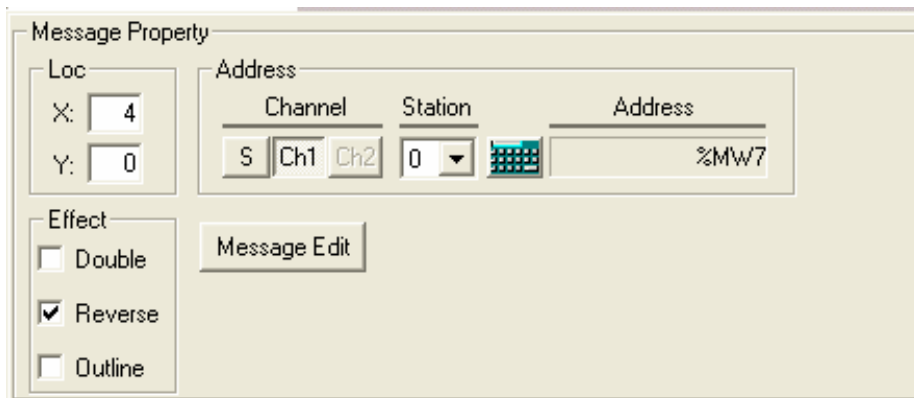 Message Property
Loc
X: 4
Y: 0
Address
Channel Station Address
S Ch1 Ch2 0 %MW7
Effect
Double
Reverse
Outline
Message Edit